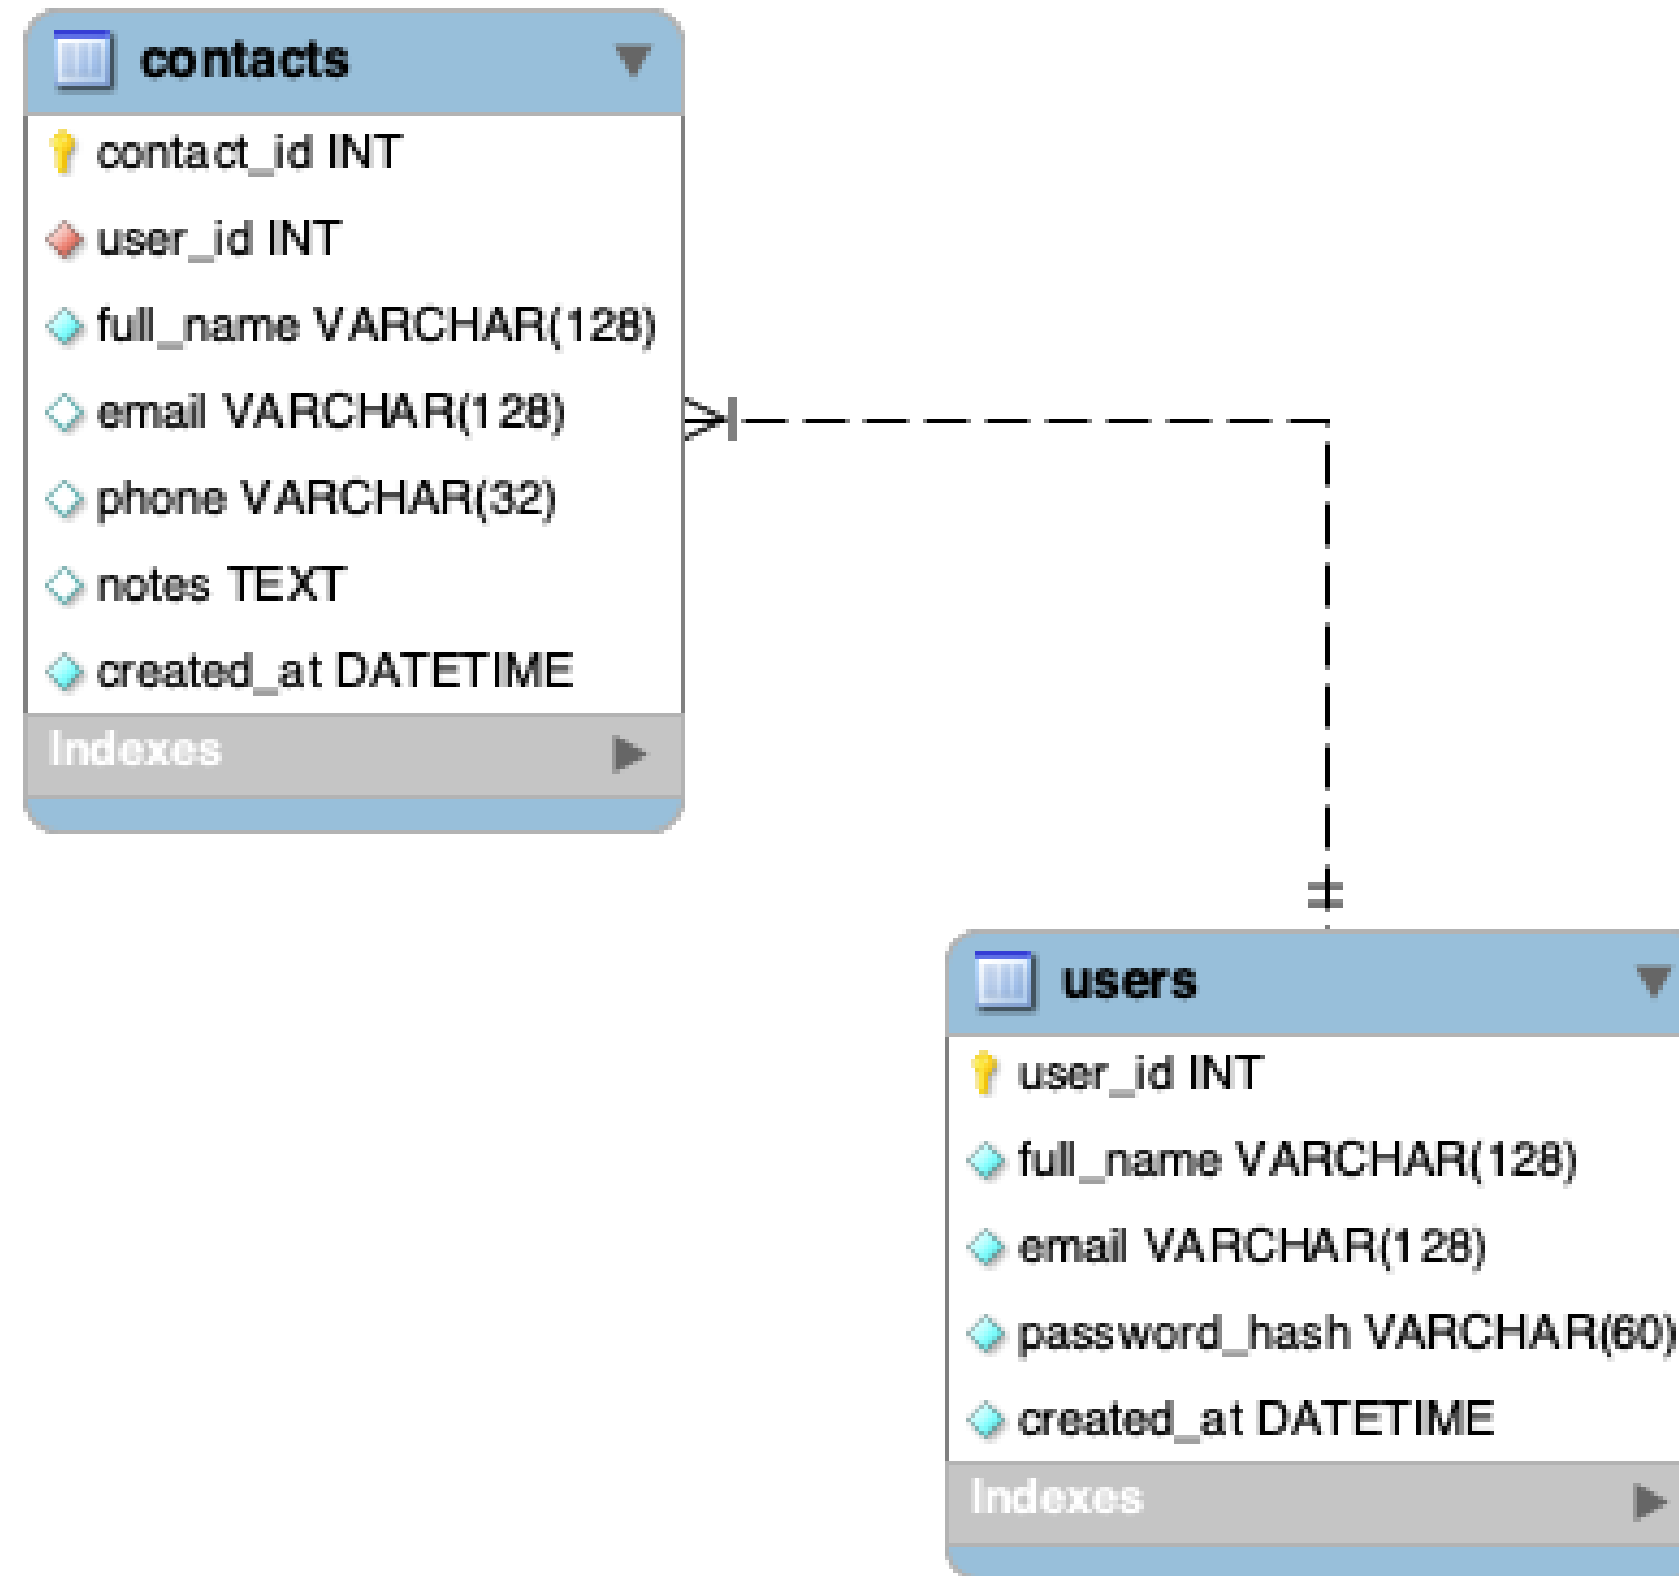 contacts
contact_id INT
user_id INT
full_name VARCHAR(128)
email VARCHAR(128)
phone VARCHAR(32)
notes TEXT
created_at DATETIME
Indexes
users
user_id INT
full_name VARCHAR(128)
email VARCHAR(128)
password_hash VARCHAR(60)
created_at DATETIME
Indexes